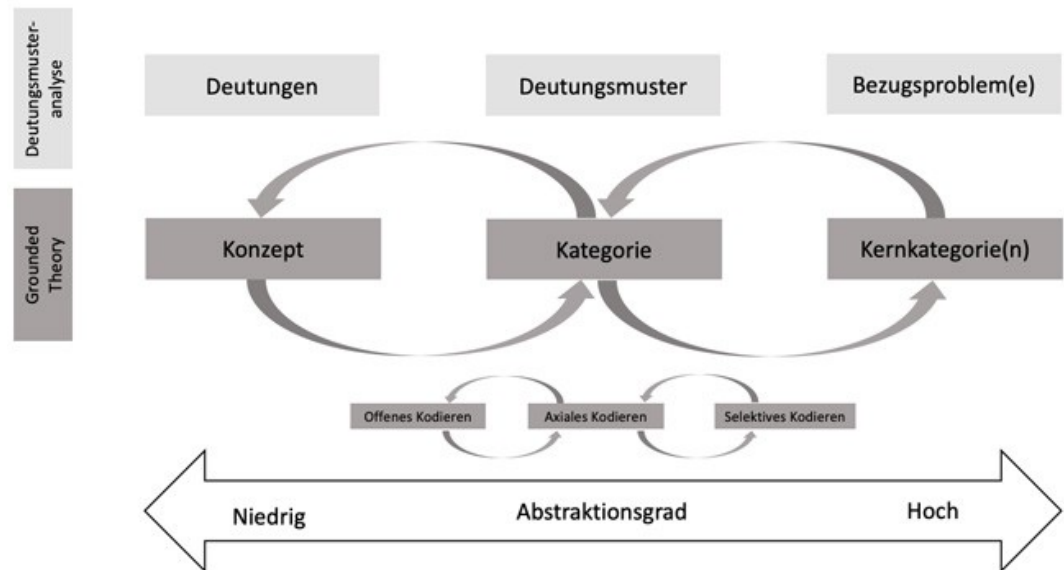 Deutungsmuster-
analyse
Deutungen
Deutungsmuster
Bezugsproblem(e)
Grounded
Theory
Konzept
Kategorie
Kernkategorie(n)
Offenes Kodieren
Axiales Kodieren
Selektives Kodieren
Niedrig
Abstraktionsgrad
Hoch